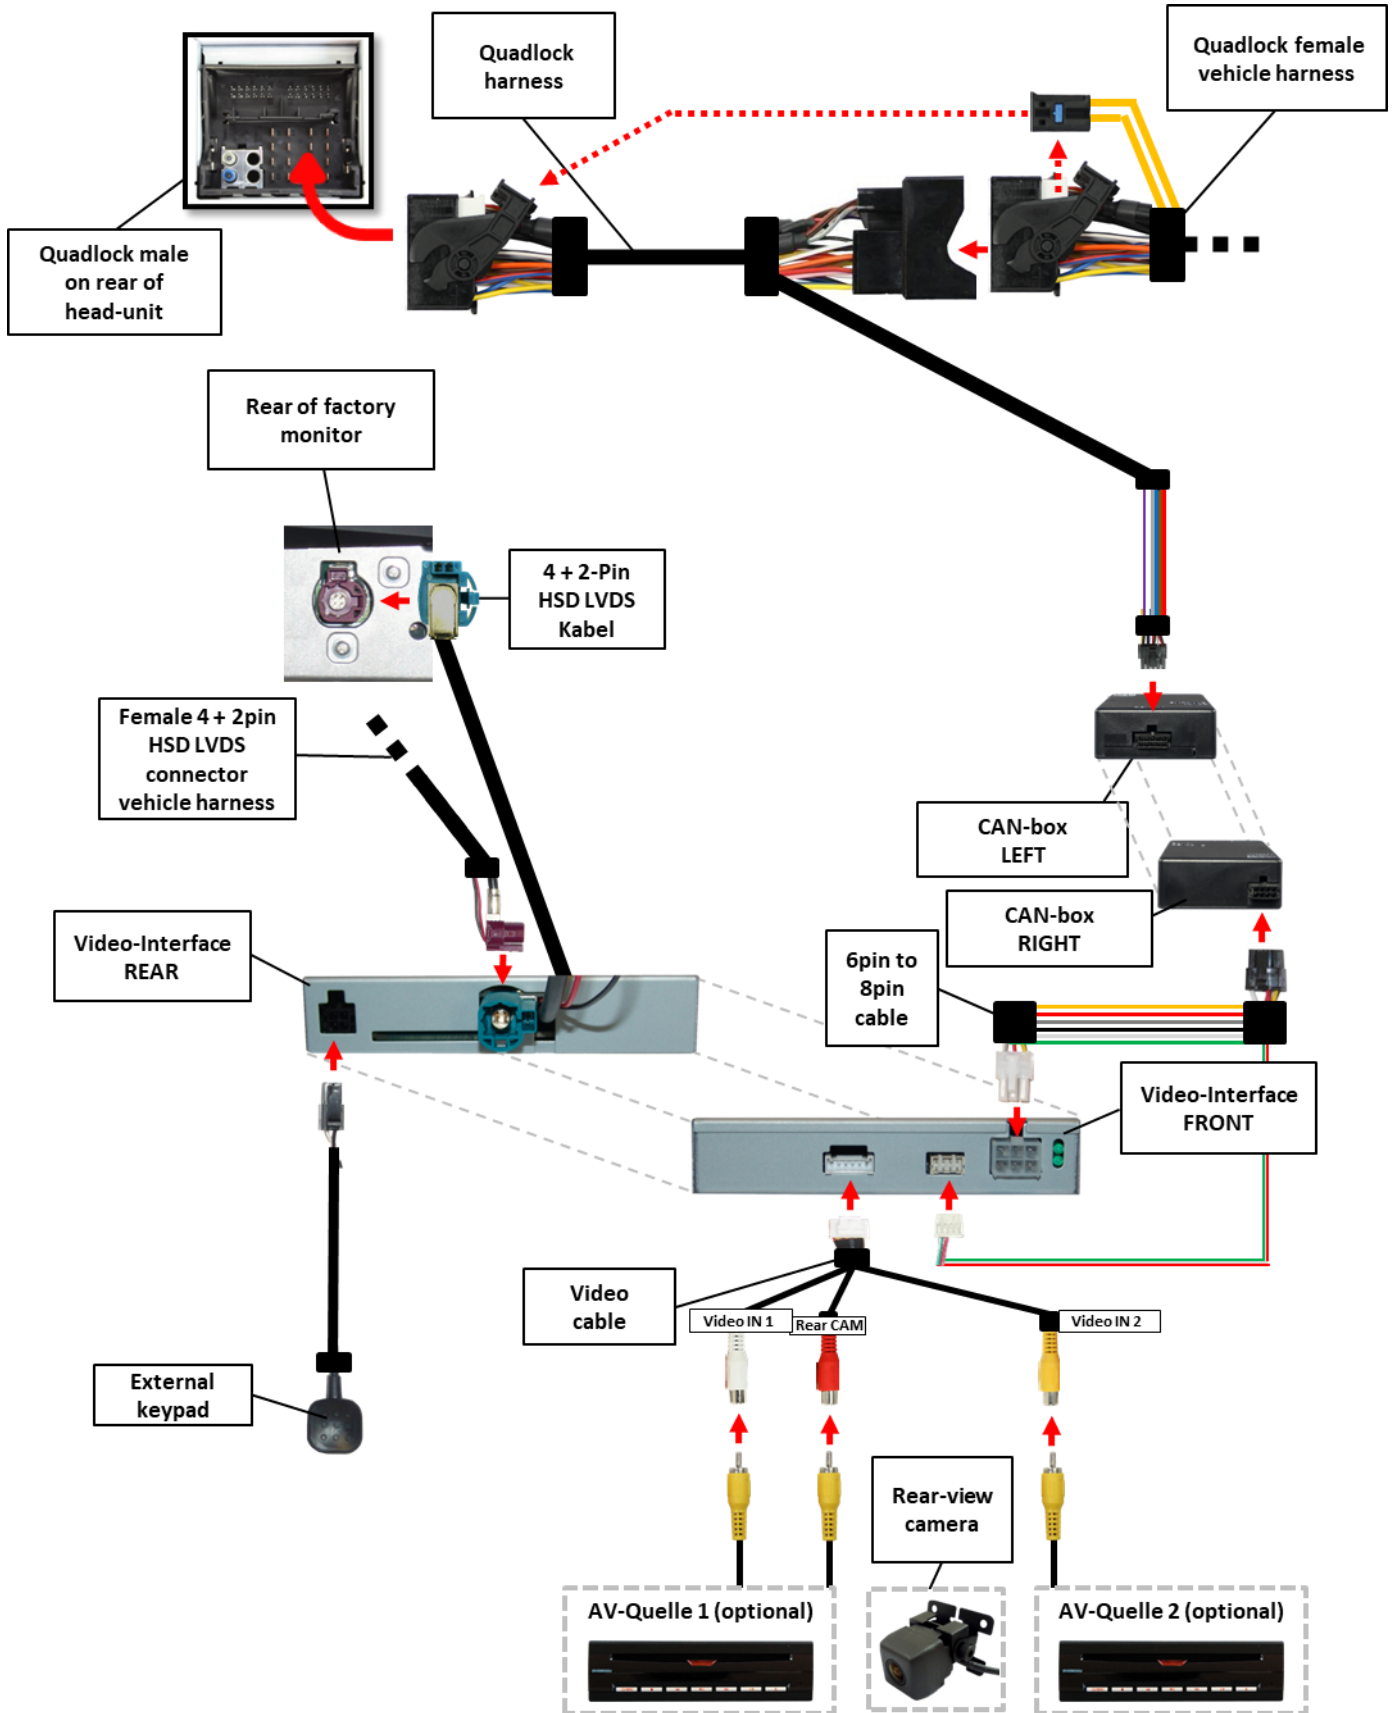 Quadlock
harness
Quadlock female
vehicle harness
Quadlock male
on rear of
head-unit
Rear of factory
monitor
4 + 2-Pin
HSD LVDS
Kabel
Female 4 + 2pin
HSD LVDS
connector
vehicle harness
CAN-box
LEFT
CAN-box
RIGHT
Video-Interface
REAR
6pin to
8pin
cable
Video-Interface
FRONT
Video
cable
Video IN 1
Rear CAM
Video IN 2
External
keypad
Rear-view
camera
AV-Quelle 1 (optional)
AV-Quelle 2 (optional)